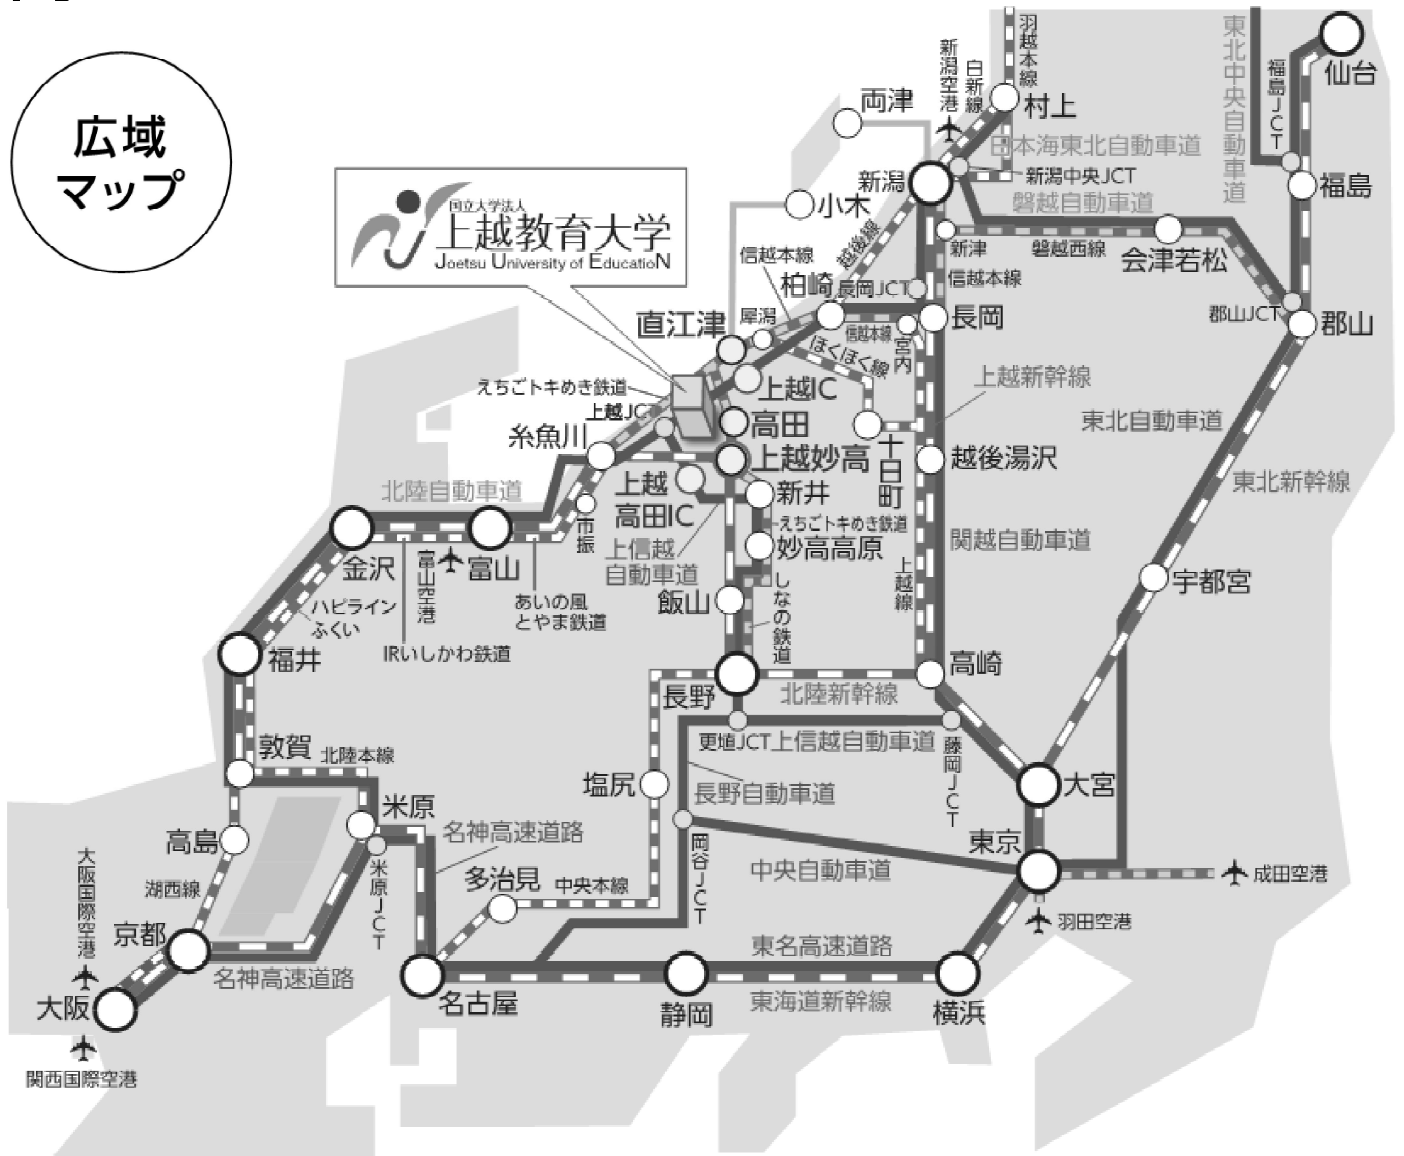 広域
マップ
国立大学法人
上越教育大学
Joetsu University of EducatioN
羽越本線
新潟空港
白新線
村上
両津
日本海東北自動車道
新潟
新潟中央JCT
磐越自動車道
小木
越後線
新津
磐越西線
会津若松
信越本線
信越本線
東北中央自動車道
福島JCT
仙台
福島
郡山JCT
郡山
柏崎
長岡JCT
長岡
信越本線
宮内
直江津
犀潟
ほくほく線
えちごトキめき鉄道
上越JCT
上越IC
高田
上越新幹線
東北自動車道
糸魚川
上越妙高
十日町
越後湯沢
東北新幹線
上越
高田IC
新井
北陸自動車道
市振
えちごトキめき鉄道
妙高高原
関越自動車道
上信越
自動車道
上越線
金沢
富山空港
富山
飯山
しなの鉄道
宇都宮
ハピライン
ふくい
あいの風
とやま鉄道
IRいしかわ鉄道
福井
長野
北陸新幹線
高崎
敦賀
北陸本線
更埴JCT
上信越自動車道
藤岡JCT
塩尻
長野自動車道
大宮
米原
高島
名神高速道路
岡谷JCT
中央自動車道
東京
成田空港
羽田空港
大阪国際空港
湖西線
米原JCT
多治見
中央本線
京都
名神高速道路
東名高速道路
大阪
名古屋
静岡
東海道新幹線
横浜
関西国際空港